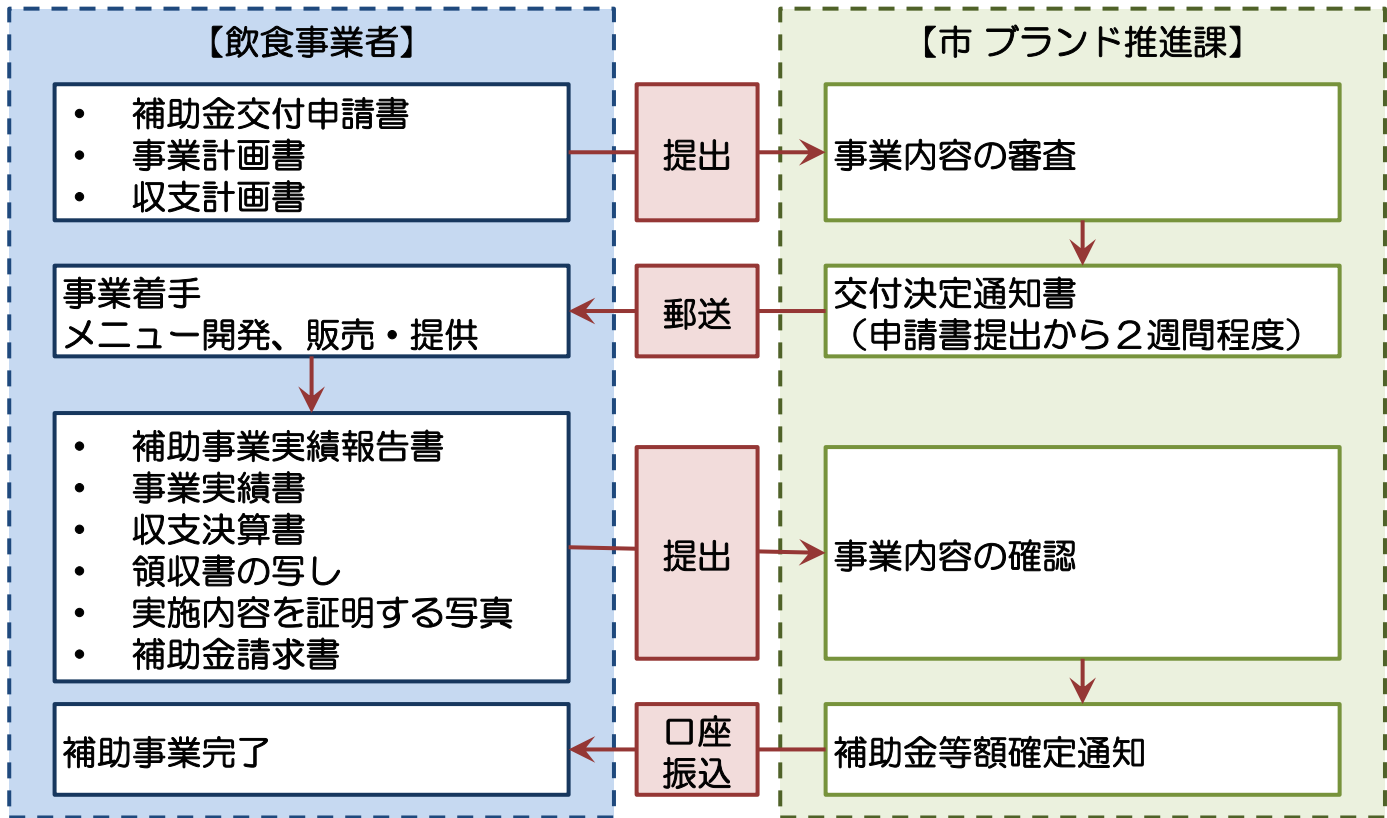 【飲食事業者】
【市 ブランド推進課】
• 補助金交付申請書
• 事業計画書
• 収支計画書
提出
事業内容の審査
事業着手
メニュー開発、販売・提供
郵送
交付決定通知書
（申請書提出から２週間程度）
• 補助事業実績報告書
• 事業実績書
• 収支決算書
• 領収書の写し
• 実施内容を証明する写真
• 補助金請求書
提出
事業内容の確認
補助事業完了
口座
振込
補助金等額確定通知